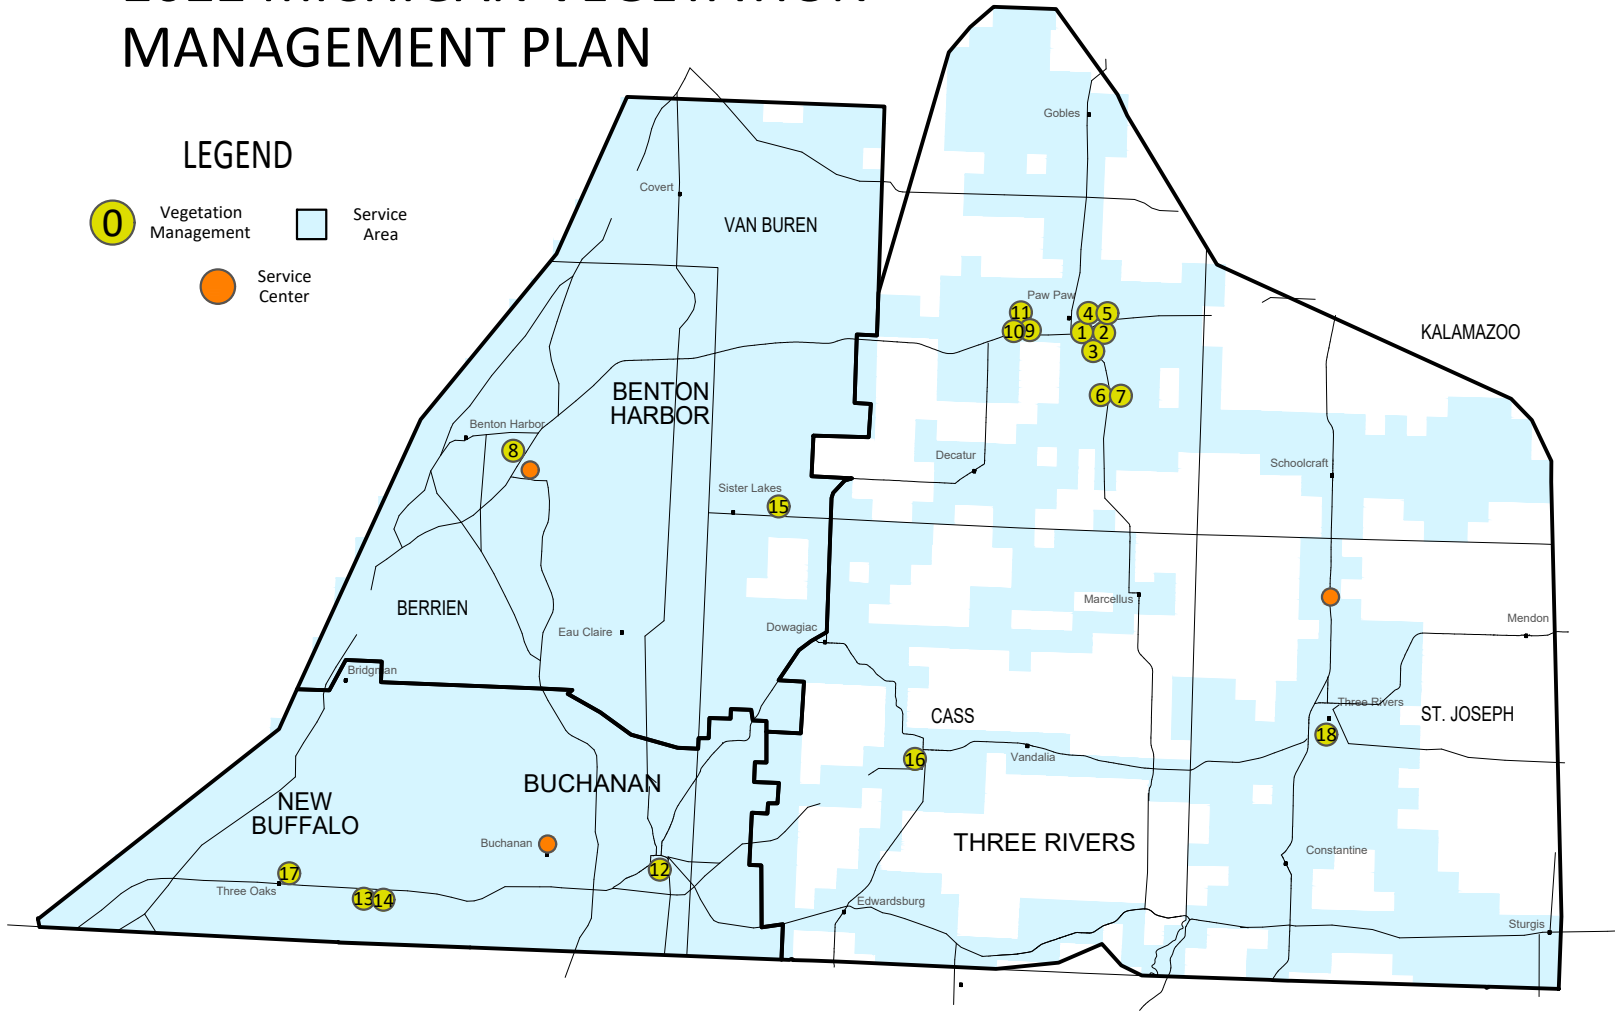 MANAGEMENT PLAN
LEGEND
0
Vegetation
Management
Service
Area
Service
Center
Gobles
Covert
VAN BUREN
Paw Paw
11
4
5
10
9
1
2
3
KALAMAZOO
BENTON
HARBOR
6
7
Benton Harbor
8
Decatur
Schoolcraft
Sister Lakes
15
BERRIEN
Marcellus
Eau Claire
Dowagiac
Mendon
Bridgman
Three Rivers
CASS
ST. JOSEPH
18
Vandalia
16
BUCHANAN
NEW
BUFFALO
Buchanan
THREE RIVERS
Constantine
17
12
Three Oaks
13
14
Edwardsburg
Sturgis